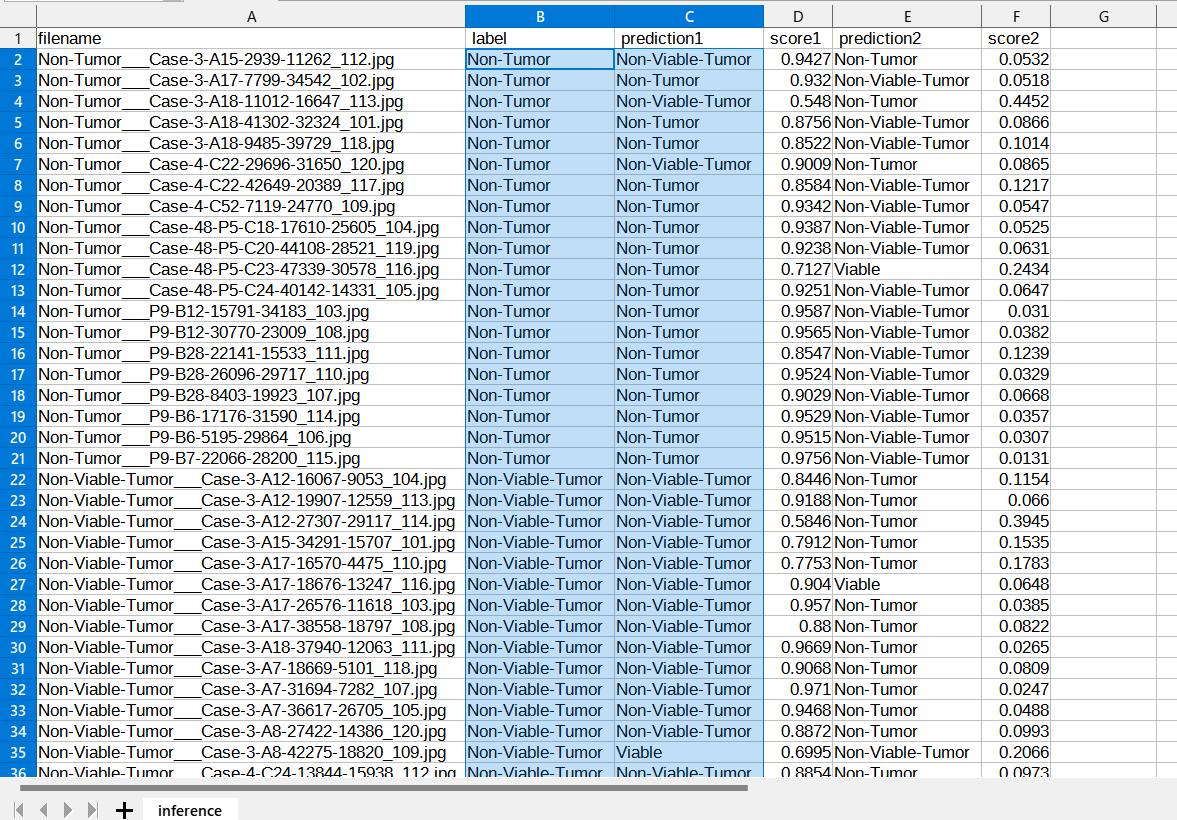 A B C D E F G
1 filename label prediction1 score1 prediction2 score2
2 Non-Tumor___Case-3-A15-2939-11262_112.jpg Non-Tumor Non-Viable-Tumor 0.9427 Non-Tumor 0.0532
3 Non-Tumor___Case-3-A17-7799-34542_102.jpg Non-Tumor Non-Tumor 0.932 Non-Viable-Tumor 0.0518
4 Non-Tumor___Case-3-A18-11012-16647_113.jpg Non-Tumor Non-Viable-Tumor 0.548 Non-Tumor 0.4452
5 Non-Tumor___Case-3-A18-41302-32324_101.jpg Non-Tumor Non-Tumor 0.8756 Non-Viable-Tumor 0.0866
6 Non-Tumor___Case-3-A18-9485-39729_118.jpg Non-Tumor Non-Tumor 0.8522 Non-Viable-Tumor 0.1014
7 Non-Tumor___Case-4-C22-29696-31650_120.jpg Non-Tumor Non-Viable-Tumor 0.9009 Non-Tumor 0.0865
8 Non-Tumor___Case-4-C22-42649-20389_117.jpg Non-Tumor Non-Tumor 0.8584 Non-Viable-Tumor 0.1217
9 Non-Tumor___Case-4-C52-7119-24770_109.jpg Non-Tumor Non-Tumor 0.9342 Non-Viable-Tumor 0.0547
10 Non-Tumor___Case-48-P5-C18-17610-25605_104.jpg Non-Tumor Non-Tumor 0.9387 Non-Viable-Tumor 0.0525
11 Non-Tumor___Case-48-P5-C20-44108-28521_119.jpg Non-Tumor Non-Tumor 0.9238 Non-Viable-Tumor 0.0631
12 Non-Tumor___Case-48-P5-C23-47339-30578_116.jpg Non-Tumor Non-Tumor 0.7127 Viable 0.2434
13 Non-Tumor___Case-48-P5-C24-40142-14331_105.jpg Non-Tumor Non-Tumor 0.9251 Non-Viable-Tumor 0.0647
14 Non-Tumor___P9-B12-15791-34183_103.jpg Non-Tumor Non-Tumor 0.9587 Non-Viable-Tumor 0.031
15 Non-Tumor___P9-B12-30770-23009_108.jpg Non-Tumor Non-Tumor 0.9565 Non-Viable-Tumor 0.0382
16 Non-Tumor___P9-B28-22141-15533_111.jpg Non-Tumor Non-Tumor 0.8547 Non-Viable-Tumor 0.1239
17 Non-Tumor___P9-B28-26096-29717_110.jpg Non-Tumor Non-Tumor 0.9524 Non-Viable-Tumor 0.0329
18 Non-Tumor___P9-B28-8403-19923_107.jpg Non-Tumor Non-Tumor 0.9029 Non-Viable-Tumor 0.0668
19 Non-Tumor___P9-B6-17176-31590_114.jpg Non-Tumor Non-Tumor 0.9529 Non-Viable-Tumor 0.0357
20 Non-Tumor___P9-B6-5195-29864_106.jpg Non-Tumor Non-Tumor 0.9515 Non-Viable-Tumor 0.0307
21 Non-Tumor___P9-B7-22066-28200_115.jpg Non-Tumor Non-Tumor 0.9756 Non-Viable-Tumor 0.0131
22 Non-Viable-Tumor___Case-3-A12-16067-9053_104.jpg Non-Viable-Tumor Non-Viable-Tumor 0.8446 Non-Tumor 0.1154
23 Non-Viable-Tumor___Case-3-A12-19907-12559_113.jpg Non-Viable-Tumor Non-Viable-Tumor 0.9188 Non-Tumor 0.066
24 Non-Viable-Tumor___Case-3-A12-27307-29117_114.jpg Non-Viable-Tumor Non-Viable-Tumor 0.5846 Non-Tumor 0.3945
25 Non-Viable-Tumor___Case-3-A15-34291-15707_101.jpg Non-Viable-Tumor Non-Viable-Tumor 0.7912 Non-Tumor 0.1535
26 Non-Viable-Tumor___Case-3-A17-16570-4475_110.jpg Non-Viable-Tumor Non-Viable-Tumor 0.7753 Non-Tumor 0.1783
27 Non-Viable-Tumor___Case-3-A17-18676-13247_116.jpg Non-Viable-Tumor Non-Viable-Tumor 0.904 Viable 0.0648
28 Non-Viable-Tumor___Case-3-A17-26576-11618_103.jpg Non-Viable-Tumor Non-Viable-Tumor 0.957 Non-Tumor 0.0385
29 Non-Viable-Tumor___Case-3-A17-38558-18797_108.jpg Non-Viable-Tumor Non-Viable-Tumor 0.88 Non-Tumor 0.0822
30 Non-Viable-Tumor___Case-3-A18-37940-12063_111.jpg Non-Viable-Tumor Non-Viable-Tumor 0.9669 Non-Tumor 0.0265
31 Non-Viable-Tumor___Case-3-A7-18669-5101_118.jpg Non-Viable-Tumor Non-Viable-Tumor 0.9068 Non-Tumor 0.0809
32 Non-Viable-Tumor___Case-3-A7-31694-7282_107.jpg Non-Viable-Tumor Non-Viable-Tumor 0.971 Non-Tumor 0.0247
33 Non-Viable-Tumor___Case-3-A7-36617-26705_105.jpg Non-Viable-Tumor Non-Viable-Tumor 0.9468 Non-Tumor 0.0488
34 Non-Viable-Tumor___Case-3-A8-27422-14386_120.jpg Non-Viable-Tumor Non-Viable-Tumor 0.8872 Non-Tumor 0.0993
35 Non-Viable-Tumor___Case-3-A8-42275-18820_109.jpg Non-Viable-Tumor Viable 0.6995 Non-Viable-Tumor 0.2066
36 Non-Viable-Tumor___Case-4-C24-13844-15938_112.jpg Non-Viable-Tumor Non-Viable-Tumor 0.8854 Non-Tumor 0.0973
inference